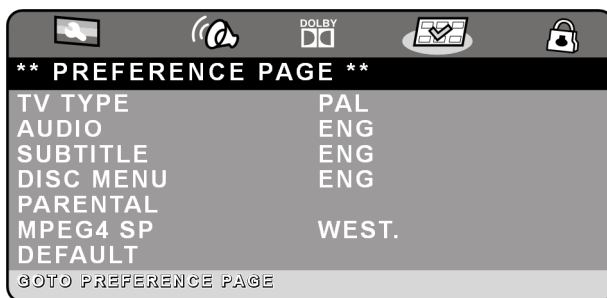 DOLBY
** PREFERENCE PAGE **
TV TYPE PAL
AUDIO ENG
SUBTITLE ENG
DISC MENU ENG
PARENTAL
MPEG4 SP WEST.
DEFAULT
GOTO PREFERENCE PAGE